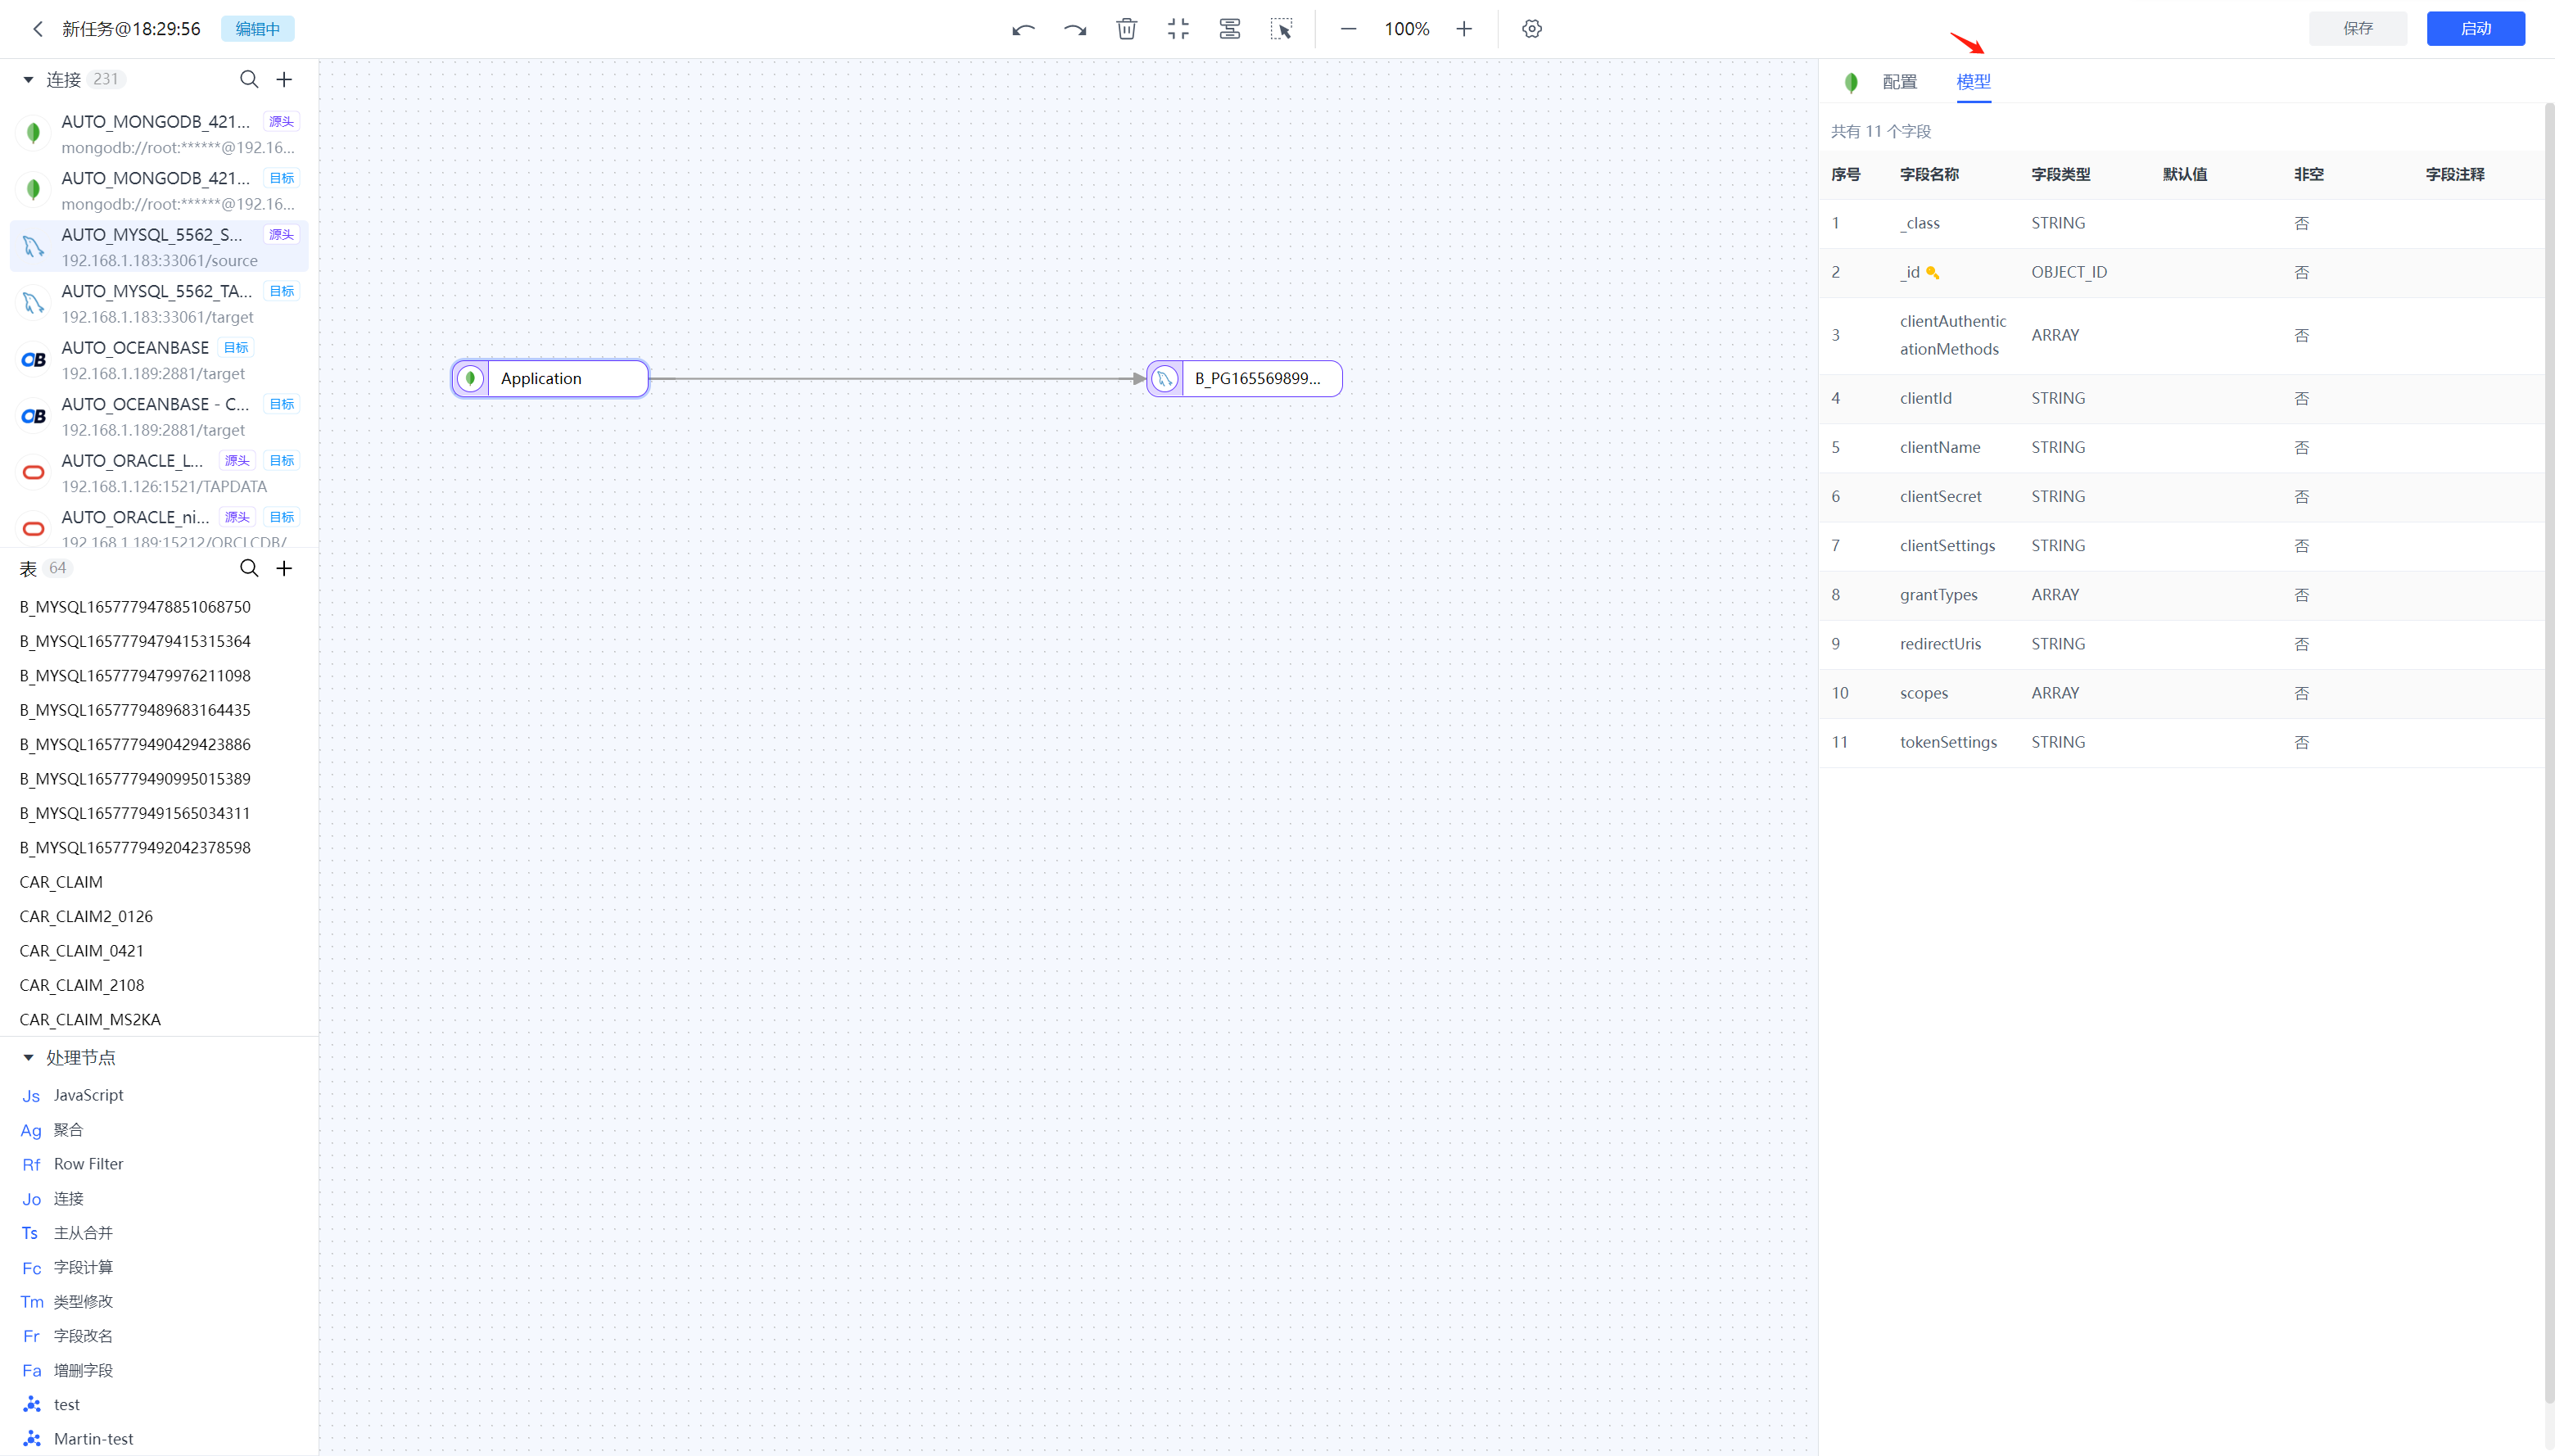 新任务@18:29:56 编辑中
100%
保存 启动
连接 231
AUTO_MONGODB_421... 源头
mongodb://root:******@192.16...
AUTO_MONGODB_421... 目标
mongodb://root:******@192.16...
AUTO_MYSQL_5562_S... 源头
192.168.1.183:33061/source
AUTO_MYSQL_5562_TA... 目标
192.168.1.183:33061/target
OB AUTO_OCEANBASE 目标
192.168.1.189:2881/target
OB AUTO_OCEANBASE - C... 目标
192.168.1.189:2881/target
AUTO_ORACLE_L... 源头 目标
192.168.1.126:1521/TAPDATA
AUTO_ORACLE_ni... 源头 目标
192.168.1.189:15212/ORCLCDB/
表 64
B_MYSQL1657779478851068750
B_MYSQL1657779479415315364
B_MYSQL1657779479976211098
B_MYSQL1657779489683164435
B_MYSQL1657779490429423886
B_MYSQL1657779490995015389
B_MYSQL1657779491565034311
B_MYSQL1657779492042378598
CAR_CLAIM
CAR_CLAIM2_0126
CAR_CLAIM_0421
CAR_CLAIM_2108
CAR_CLAIM_MS2KA
处理节点
Js JavaScript
Ag 聚合
Rf Row Filter
Jo 连接
Ts 主从合并
Fc 字段计算
Tm 类型修改
Fr 字段改名
Fa 增删字段
test
Martin-test
Application
B_PG165569899...
配置 模型
共有 11 个字段
序号 字段名称 字段类型 默认值 非空 字段注释
1 _class STRING 否
2 _id OBJECT_ID 否
3 clientAuthentic
ationMethods ARRAY 否
4 clientId STRING 否
5 clientName STRING 否
6 clientSecret STRING 否
7 clientSettings STRING 否
8 grantTypes ARRAY 否
9 redirectUris STRING 否
10 scopes ARRAY 否
11 tokenSettings STRING 否